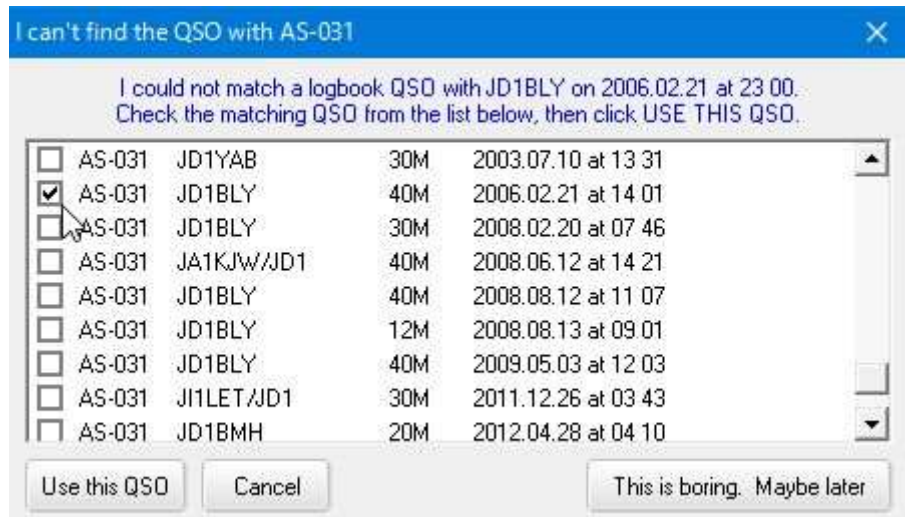 I can't find the QSO with AS-031
I could not match a logbook QSO with JD1BLY on 2006.02.21 at 23 00.
Check the matching QSO from the list below, then click USE THIS QSO.
AS-031 JD1YAB 30M 2003.07.10 at 13 31
AS-031 JD1BLY 40M 2006.02.21 at 14 01
AS-031 JD1BLY 30M 2008.02.20 at 07 46
AS-031 JA1KJW/JD1 40M 2008.06.12 at 14 21
AS-031 JD1BLY 40M 2008.08.12 at 11 07
AS-031 JD1BLY 12M 2008.08.13 at 09 01
AS-031 JD1BLY 40M 2009.05.03 at 12 03
AS-031 JI1LET/JD1 30M 2011.12.26 at 03 43
AS-031 JD1BMH 20M 2012.04.28 at 04 10
Use this QSO Cancel This is boring. Maybe later